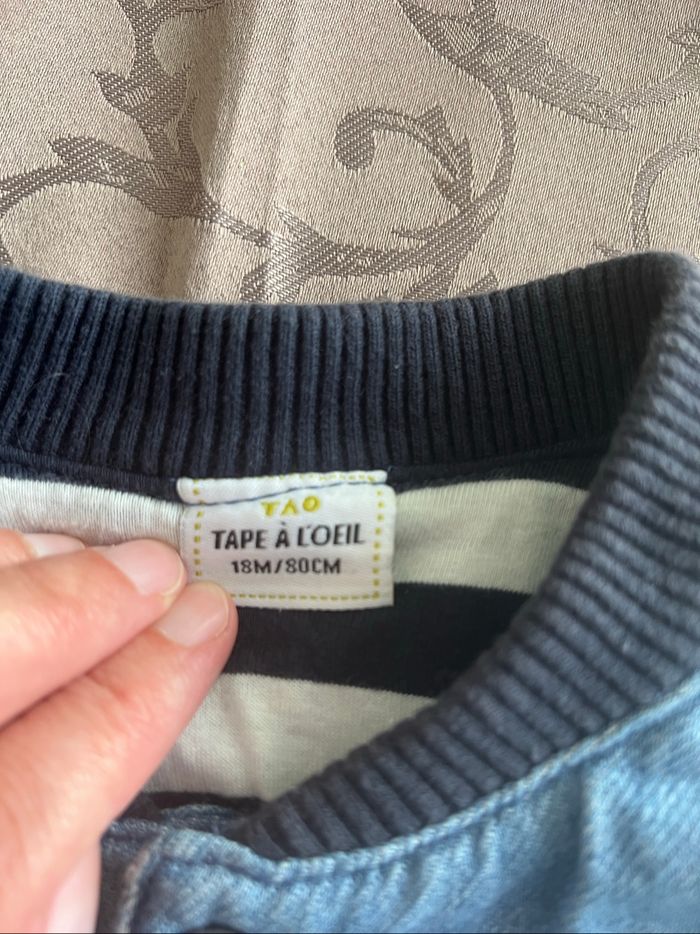 TAO
TAPE À L'OEIL
18M/80CM